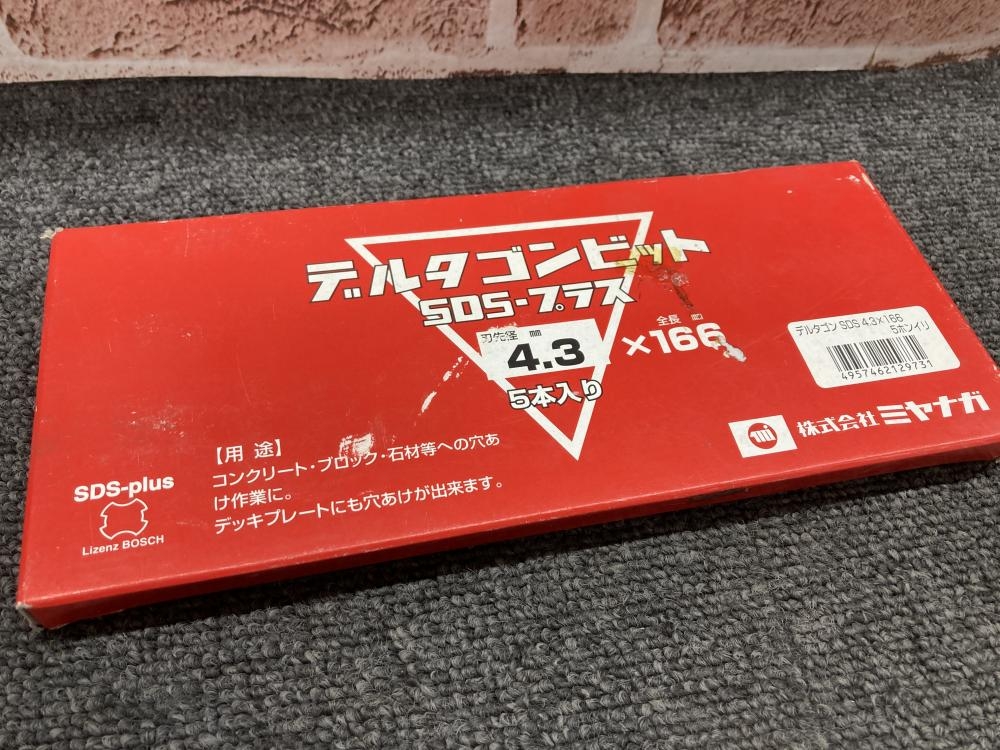 デルタゴンビット
SDS-プラス
刃先径 mm
4.3
全長 mm
×166
5本入り
デルタゴン SDS 4.3×166
5ホンイリ
4957462129731
株式会社ミヤナガ
【用 途】
コンクリート・ブロック・石材等への穴あ
け作業に。
デッキプレートにも穴あけが出来ます。
SDS-plus
Lizenz BOSCH